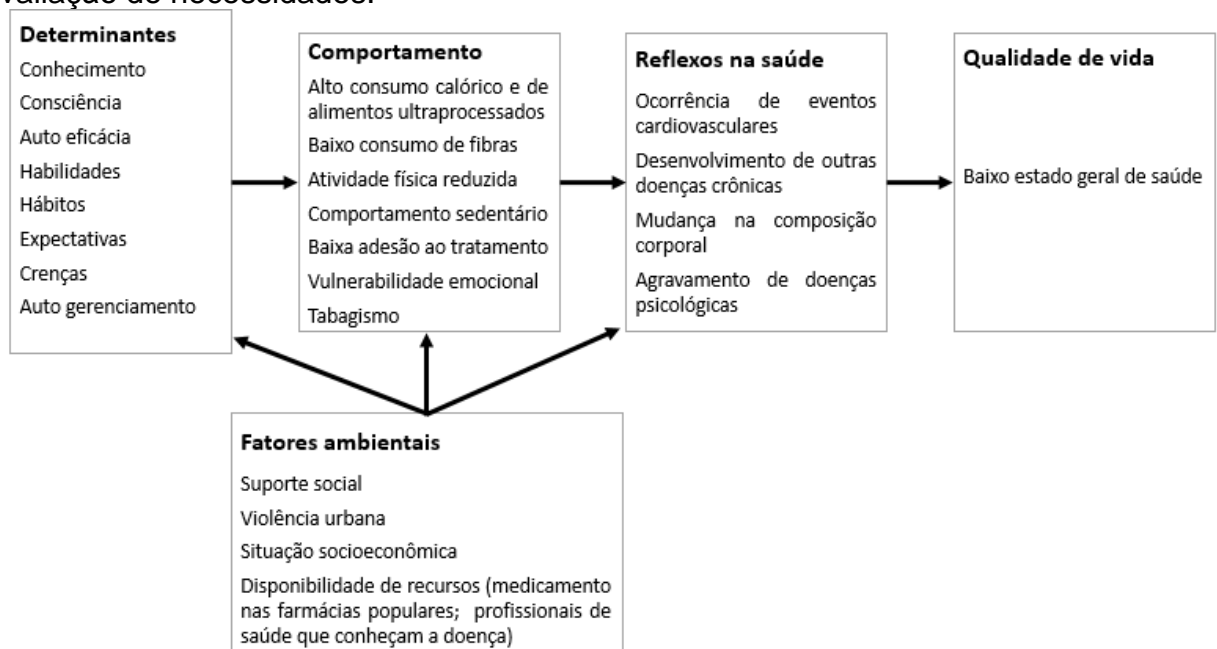 valiação de necessidades.
Determinantes
Conhecimento
Consciência
Auto eficácia
Habilidades
Hábitos
Expectativas
Crenças
Auto gerenciamento
Comportamento
Alto consumo calórico e de
alimentos ultraprocessados
Baixo consumo de fibras
Atividade física reduzida
Comportamento sedentário
Baixa adesão ao tratamento
Vulnerabilidade emocional
Tabagismo
Reflexos na saúde
Ocorrência de eventos
cardiovasculares
Desenvolvimento de outras
doenças crônicas
Mudança na composição
corporal
Agravamento de doenças
psicológicas
Qualidade de vida
Baixo estado geral de saúde
Fatores ambientais
Suporte social
Violência urbana
Situação socioeconômica
Disponibilidade de recursos (medicamento
nas farmácias populares; profissionais de
saúde que conheçam a doença)